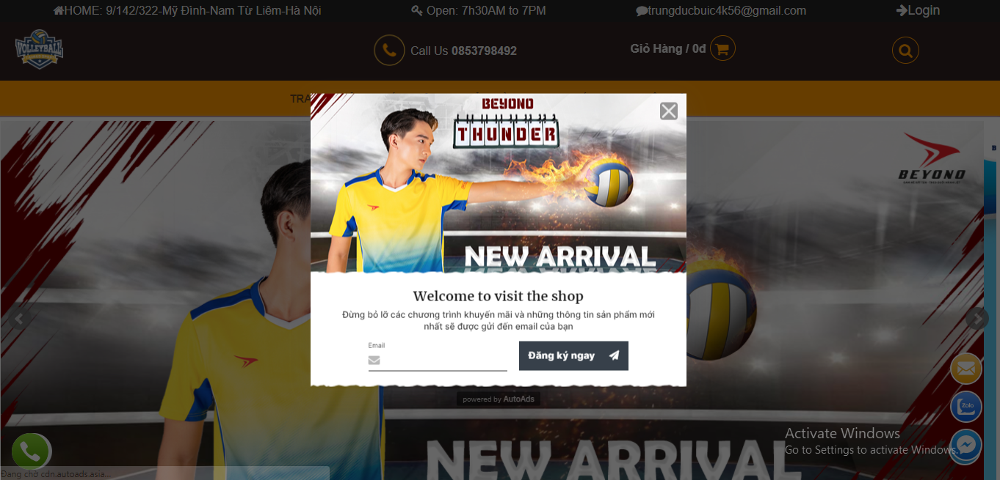 HOME: 9/142/322-Mỹ Đình-Nam Từ Liêm-Hà Nội
Open: 7h30AM to 7PM
trungducbuic4k56@gmail.com
Login
VOLLEYBALL
Call Us 0853798492
Giỏ Hàng / 0đ
TRA
BEYOND
THUNDER
BEYOND
NEW ARRIVAL
Welcome to visit the shop
Đừng bỏ lỡ các chương trình khuyến mãi và những thông tin sản phẩm mới
nhất sẽ được gửi đến email của bạn
Email
Đăng ký ngay
powered by AutoAds
Zalo
Activate Windows
Go to Settings to activate Windows.
NEW ARRIVAL
Đang chờ cdn.autoads.asia...